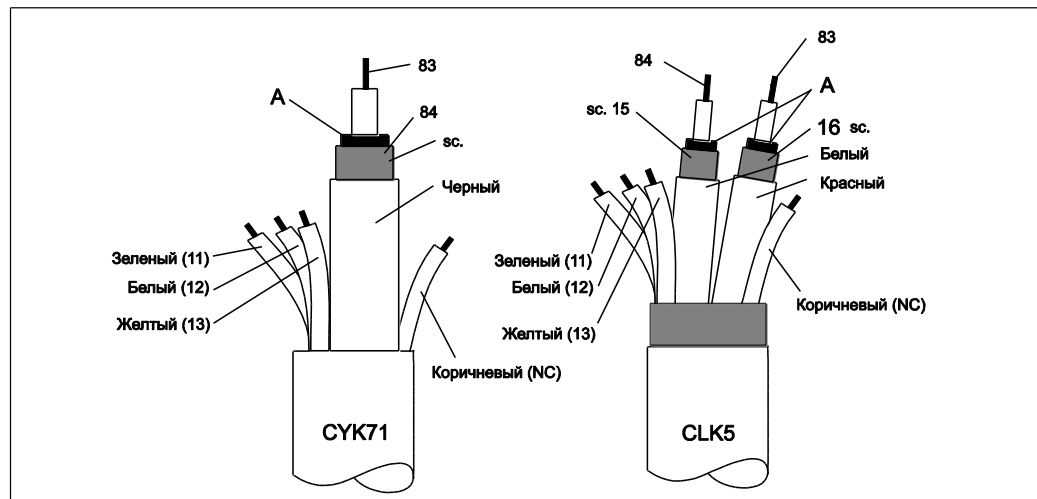 83
A
84
sc.
Черный
Зеленый (11)
Белый (12)
Желтый (13)
Коричневый (NC)
CYK71
83
84
A
sc. 15
16 sc.
Белый
Красный
Зеленый (11)
Белый (12)
Желтый (13)
Коричневый (NC)
CLK5